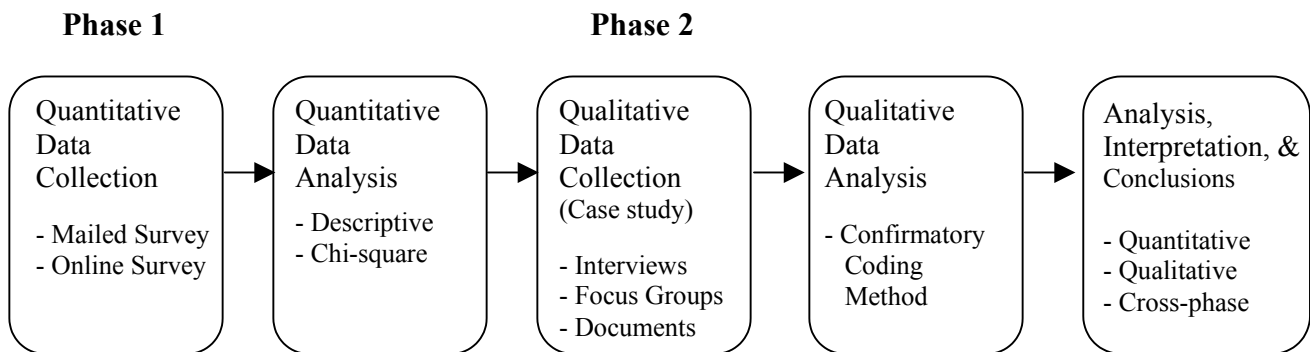 Phase 1
Phase 2
Quantitative
Data
Collection
- Mailed Survey
- Online Survey
Quantitative
Data
Analysis
- Descriptive
- Chi-square
Qualitative
Data
Collection
(Case study)
- Interviews
- Focus Groups
- Documents
Qualitative
Data
Analysis
- Confirmatory
Coding
Method
Analysis,
Interpretation, &
Conclusions
- Quantitative
- Qualitative
- Cross-phase